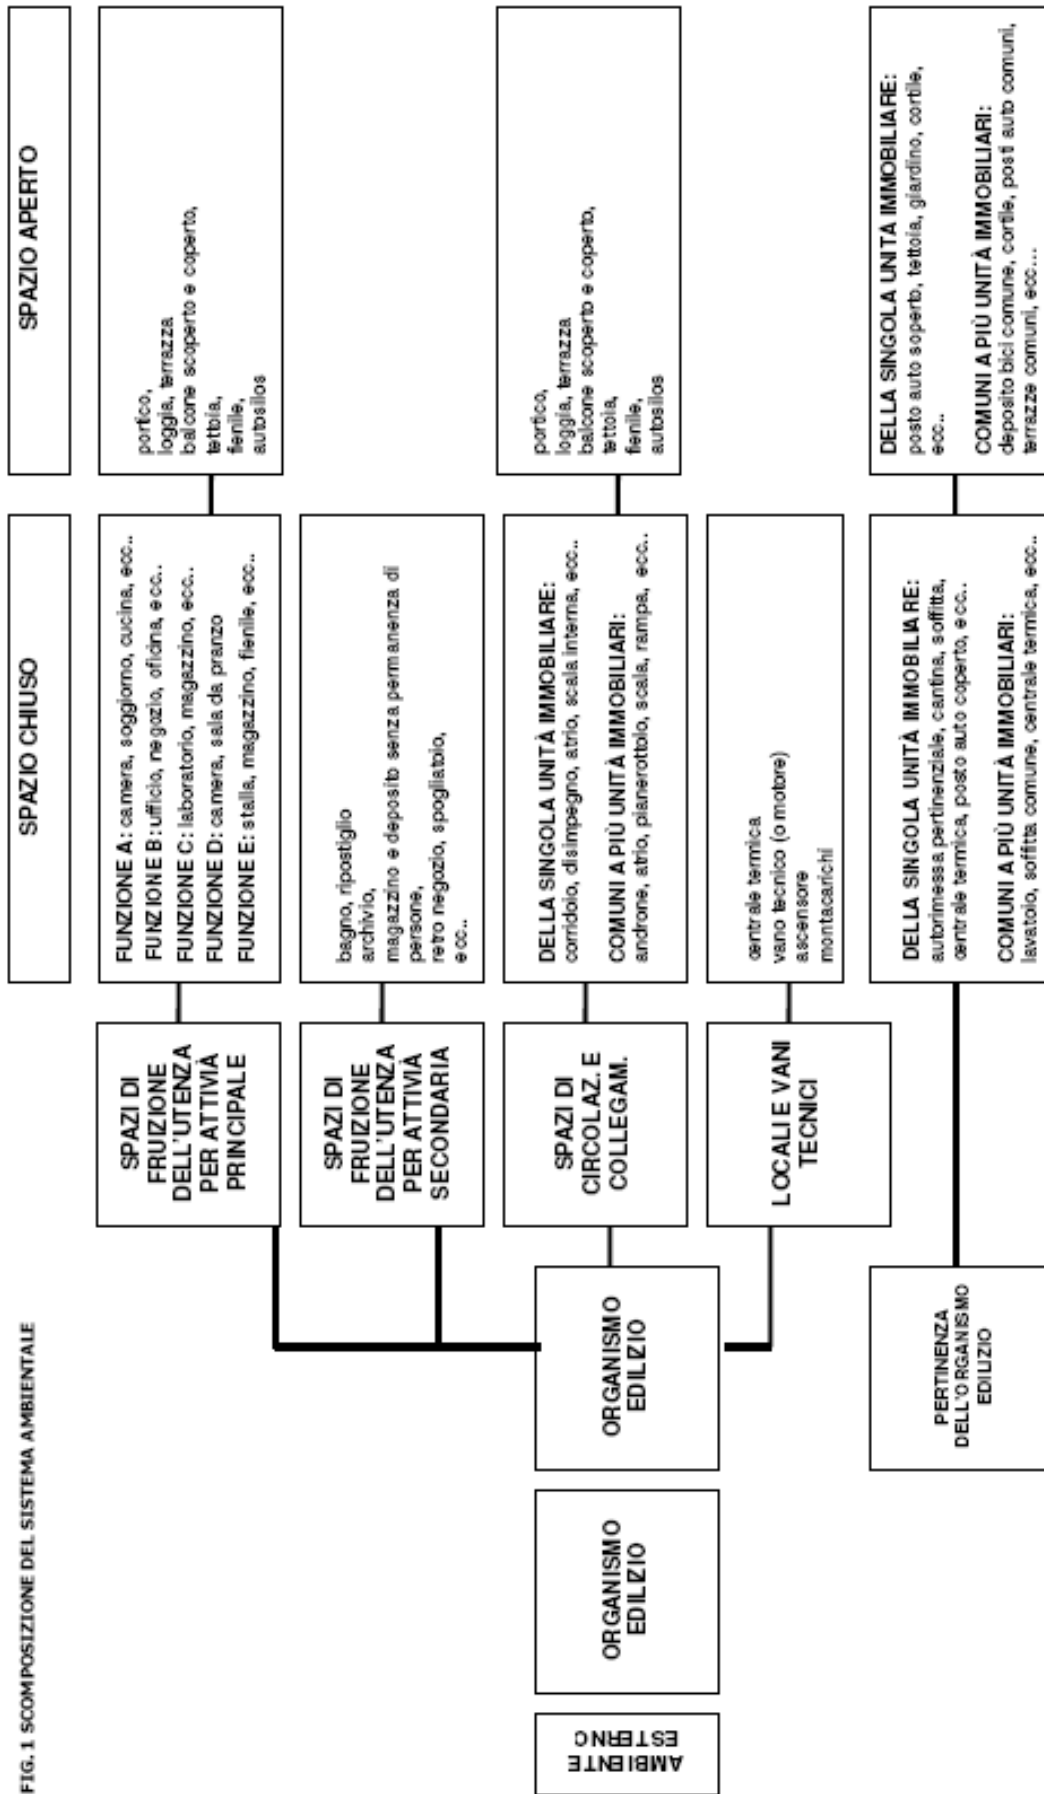 FIG. 1 SCOMPOSIZIONE DEL SISTEMA AMBIENTALE
SPAZIO CHIUSO
SPAZIO APERTO
AMBIENTE
ESTERNO
ORGANISMO
EDILIZIO
ORGANISMO
EDILIZIO
SPAZI DI
FRUIZIONE
DELL'UTENZA
PER ATTIVIÀ
PRINCIPALE
FUNZIONE A: camera, soggiorno, cucina, ecc..
FUNZIONE B: ufficio, negozio, oficina, ecc..
FUNZIONE C: laboratorio, magazzino, ecc..
FUNZIONE D: camera, sala da pranzo
FUNZIONE E: stalla, magazzino, fienile, ecc..
portico,
loggia, terrazza
balcone scoperto e coperto,
tettoia,
fienile,
autosilos
SPAZI DI
FRUIZIONE
DELL'UTENZA
PER ATTIVIÀ
SECONDARIA
bagno, ripostiglio
archivio,
magazzino e deposito senza permanenza di
persone,
retro negozio, spogliatoio,
ecc..
SPAZI DI
CIRCOLAZ. E
COLLEGAM.
DELLA SINGOLA UNITÀ IMMOBILIARE:
corridoio, disimpegno, atrio, scala interna, ecc..
COMUNI A PIÙ UNITÀ IMMOBILIARI:
androne, atrio, pianerottolo, scala, rampa, ecc..
portico,
loggia, terrazza
balcone scoperto e coperto,
tettoia,
fienile,
autosilos
LOCALI E VANI
TECNICI
centrale termica
vano tecnico (o motore)
ascensore
montacarichi
PERTINENZA
DELL'ORGANISMO
EDILIZIO
DELLA SINGOLA UNITÀ IMMOBILIARE:
autorimessa pertinenziale, cantina, soffitta,
centrale termica, posto auto coperto, ecc..
COMUNI A PIÙ UNITÀ IMMOBILIARI:
lavatoio, soffitta comune, centrale termica, ecc..
DELLA SINGOLA UNITA IMMOBILIARE:
posto auto soperto, tettoia, giardino, cortile,
ecc..
COMUNI A PIÙ UNITÀ IMMOBILIARI:
deposito bici comune, cortile, posti auto comuni,
terrazze comuni, ecc...